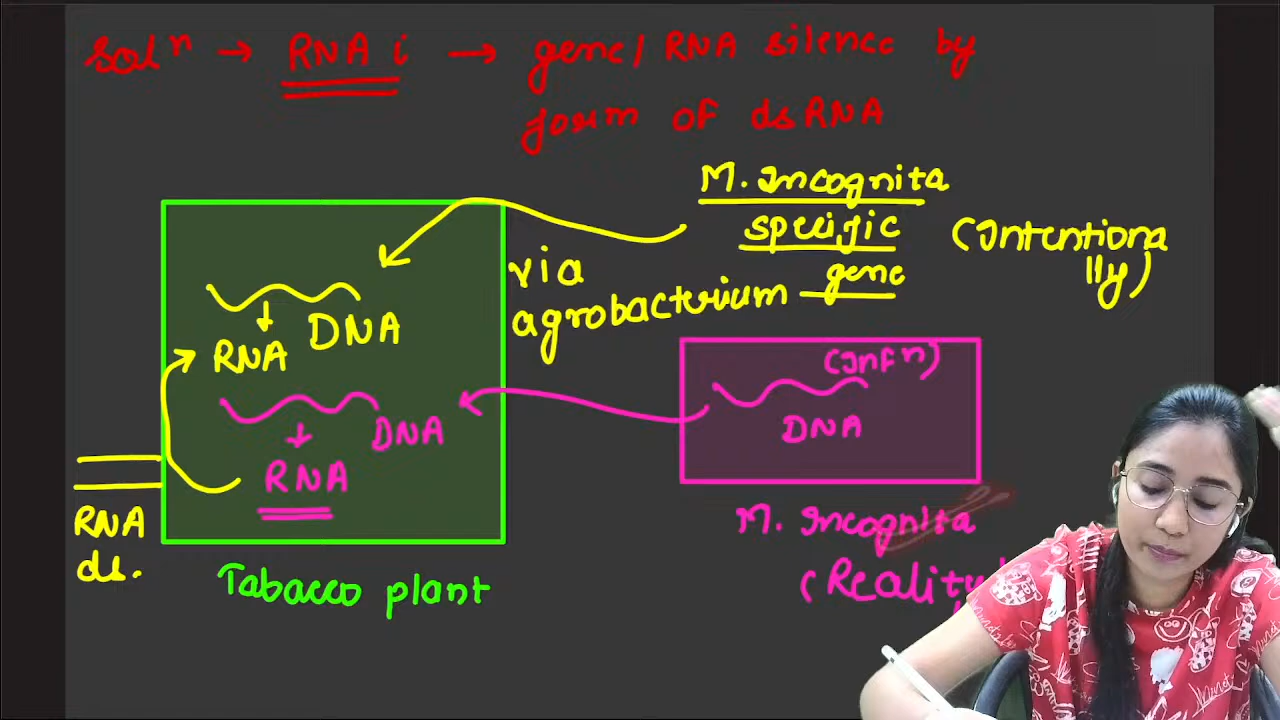 Solⁿ → RNA i → gene/RNA silence by
form of dsRNA
M. Incognita
specific (Intentiona
gene lly)
via
agrobacterium
DNA
RNA
(Infⁿ)
DNA
DNA
RNA
RNA
ds.
M. Incognita
(Reality
Tabacco plant